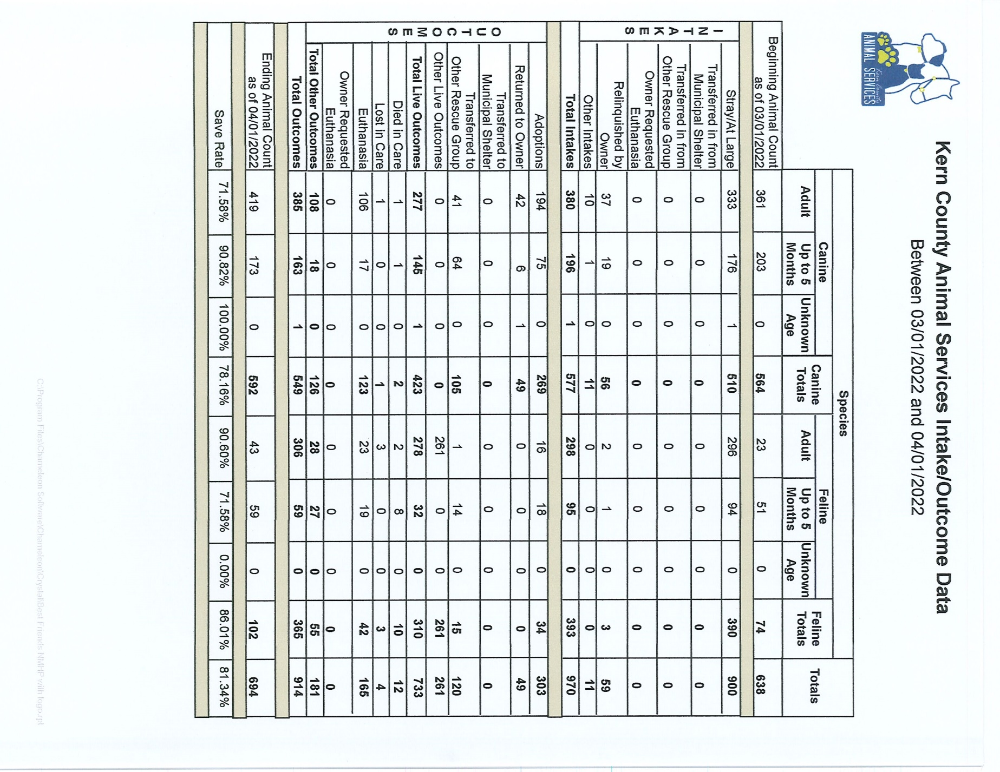 Kern County
ANIMAL SERVICES
Kern County Animal Services Intake/Outcome Data
Between 03/01/2022 and 04/01/2022
Species
Canine Canine Feline Feline Totals
Adult Up to 5 Months Unknown Age Totals Adult Up to 5 Months Unknown Age Totals
Beginning Animal Count
as of 03/01/2022 361 203 0 564 23 51 0 74 638
INTAKES
Stray/At Large 333 176 1 510 296 94 0 390 900
Transferred in from
Municipal Shelter 0 0 0 0 0 0 0 0 0
Transferred in from
Other Rescue Group 0 0 0 0 0 0 0 0 0
Owner Requested
Euthanasia 0 0 0 0 0 0 0 0 0
Relinquished by
Owner 37 19 0 56 2 1 0 3 59
Other Intakes 10 1 0 11 0 0 0 0 11
Total Intakes 380 196 1 577 298 95 0 393 970
OUTCOMES
Adoptions 194 75 0 269 16 18 0 34 303
Returned to Owner 42 6 1 49 0 0 0 0 49
Transferred to
Municipal Shelter 0 0 0 0 0 0 0 0 0
Transferred to
Other Rescue Group 41 64 0 105 1 14 0 15 120
Other Live Outcomes 0 0 0 0 261 0 0 261 261
Total Live Outcomes 277 145 1 423 278 32 0 310 733
Died in Care 1 1 0 2 2 8 0 10 12
Lost in Care 1 0 0 1 3 0 0 3 4
Euthanasia 106 17 0 123 23 19 0 42 165
Owner Requested
Euthanasia 0 0 0 0 0 0 0 0 0
Total Other Outcomes 108 18 0 126 28 27 0 55 181
Total Outcomes 385 163 1 549 306 59 0 365 914
Ending Animal Count
as of 04/01/2022 419 173 0 592 43 59 0 102 694
Save Rate 71.58% 90.82% 100.00% 78.16% 90.60% 71.58% 0.00% 86.01% 81.34%
C:\Program Files\Chameleon Software\Chameleon\Crystal\Best Friends NMHP with logo.rpt